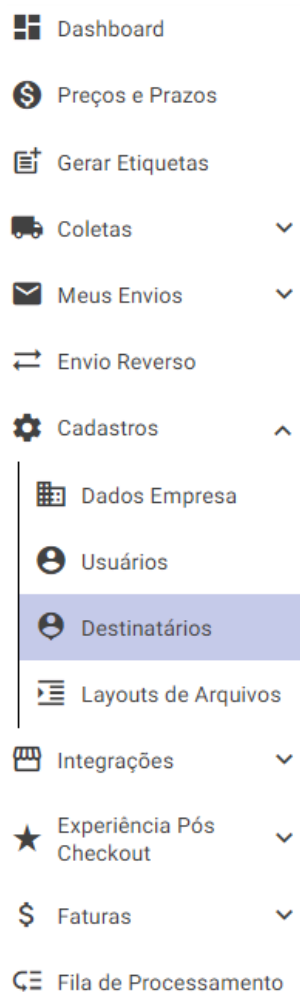 Dashboard
Preços e Prazos
Gerar Etiquetas
Coletas
Meus Envios
Envio Reverso
Cadastros
Dados Empresa
Usuários
Destinatários
Layouts de Arquivos
Integrações
Experiência Pós
Checkout
Faturas
Fila de Processamento